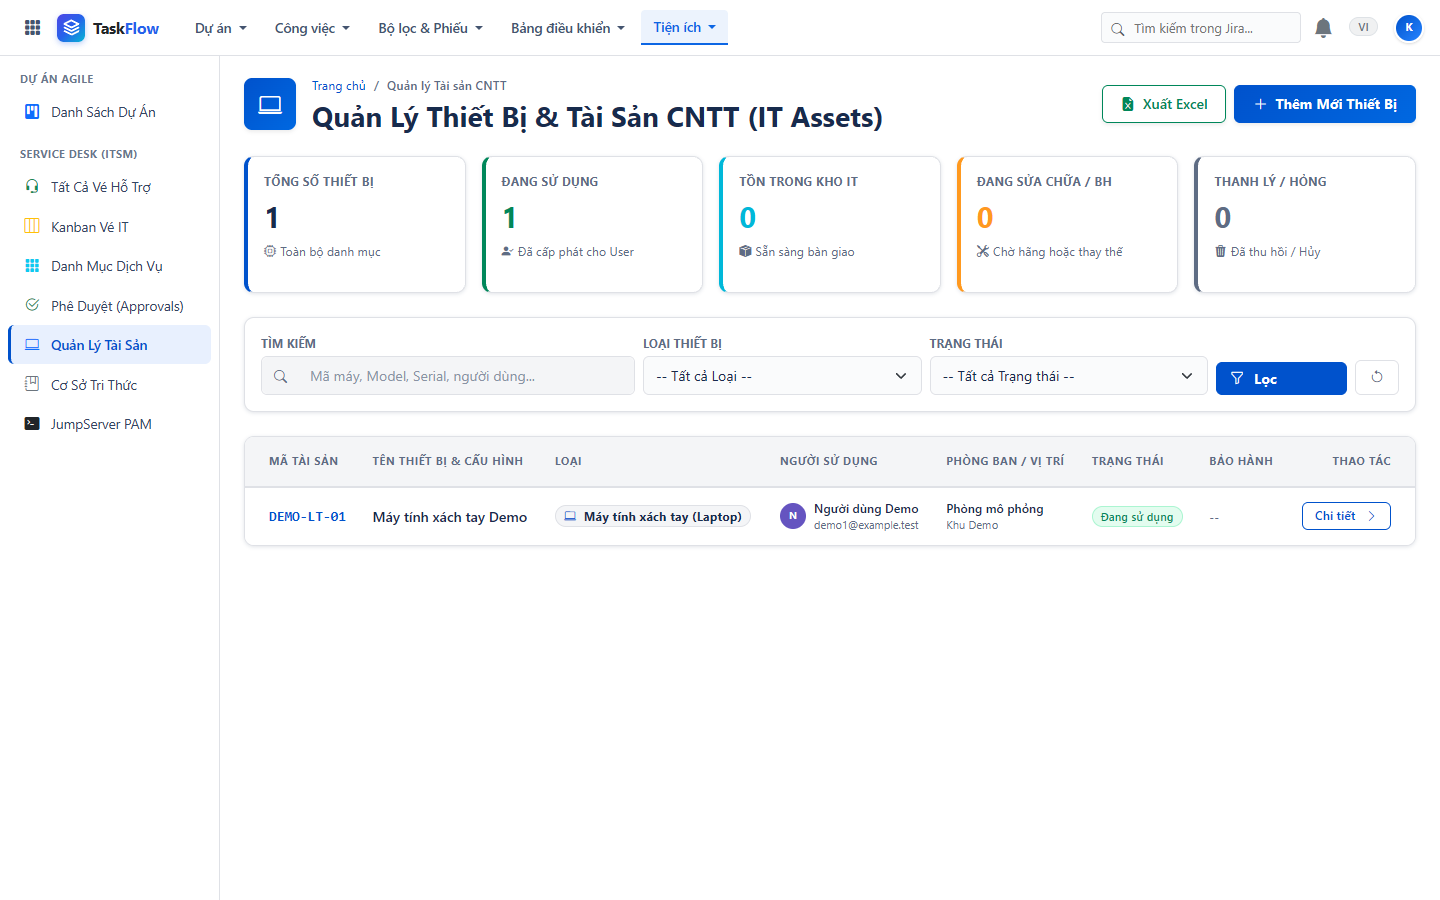 TaskFlow
Dự án
Công việc
Bộ lọc & Phiếu
Bảng điều khiển
Tiện ích
Tìm kiếm trong Jira...
VI
K
DỰ ÁN AGILE
Danh Sách Dự Án
SERVICE DESK (ITSM)
Tất Cả Vé Hỗ Trợ
Kanban Vé IT
Danh Mục Dịch Vụ
Phê Duyệt (Approvals)
Quản Lý Tài Sản
Cơ Sở Tri Thức
JumpServer PAM
Trang chủ / Quản lý Tài sản CNTT
Quản Lý Thiết Bị & Tài Sản CNTT (IT Assets)
Xuất Excel
Thêm Mới Thiết Bị
TỔNG SỐ THIẾT BỊ
1
Toàn bộ danh mục
ĐANG SỬ DỤNG
1
Đã cấp phát cho User
TỒN TRONG KHO IT
0
Sẵn sàng bàn giao
ĐANG SỬA CHỮA / BH
0
Chờ hãng hoặc thay thế
THANH LÝ / HỎNG
0
Đã thu hồi / Hủy
TÌM KIẾM
Mã máy, Model, Serial, người dùng...
LOẠI THIẾT BỊ
-- Tất cả Loại --
TRẠNG THÁI
-- Tất cả Trạng thái --
Lọc
MÃ TÀI SẢN TÊN THIẾT BỊ & CẤU HÌNH LOẠI NGƯỜI SỬ DỤNG PHÒNG BAN / VỊ TRÍ TRẠNG THÁI BẢO HÀNH THAO TÁC
DEMO-LT-01
Máy tính xách tay Demo
Máy tính xách tay (Laptop)
N
Người dùng Demo
demo1@example.test
Phòng mô phỏng
Khu Demo
Đang sử dụng
--
Chi tiết